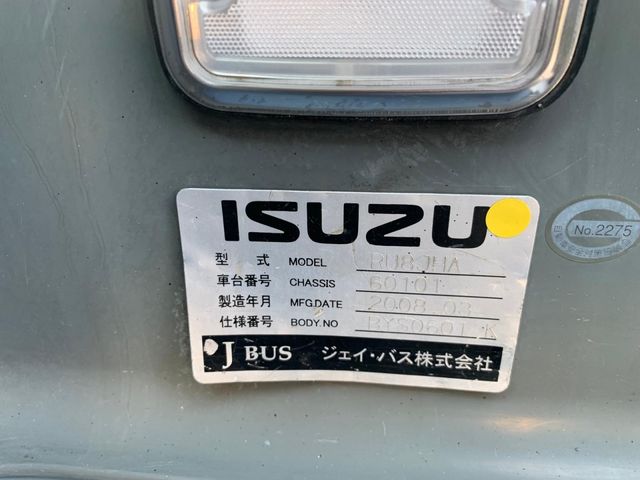 ISUZU
型式 MODEL RU8JHA
車台番号 CHASSIS 60101
製造年月 MFG.DATE 2008.03
仕様番号 BODY.NO
J BUS ジェイ・バス株式会社
No.2275